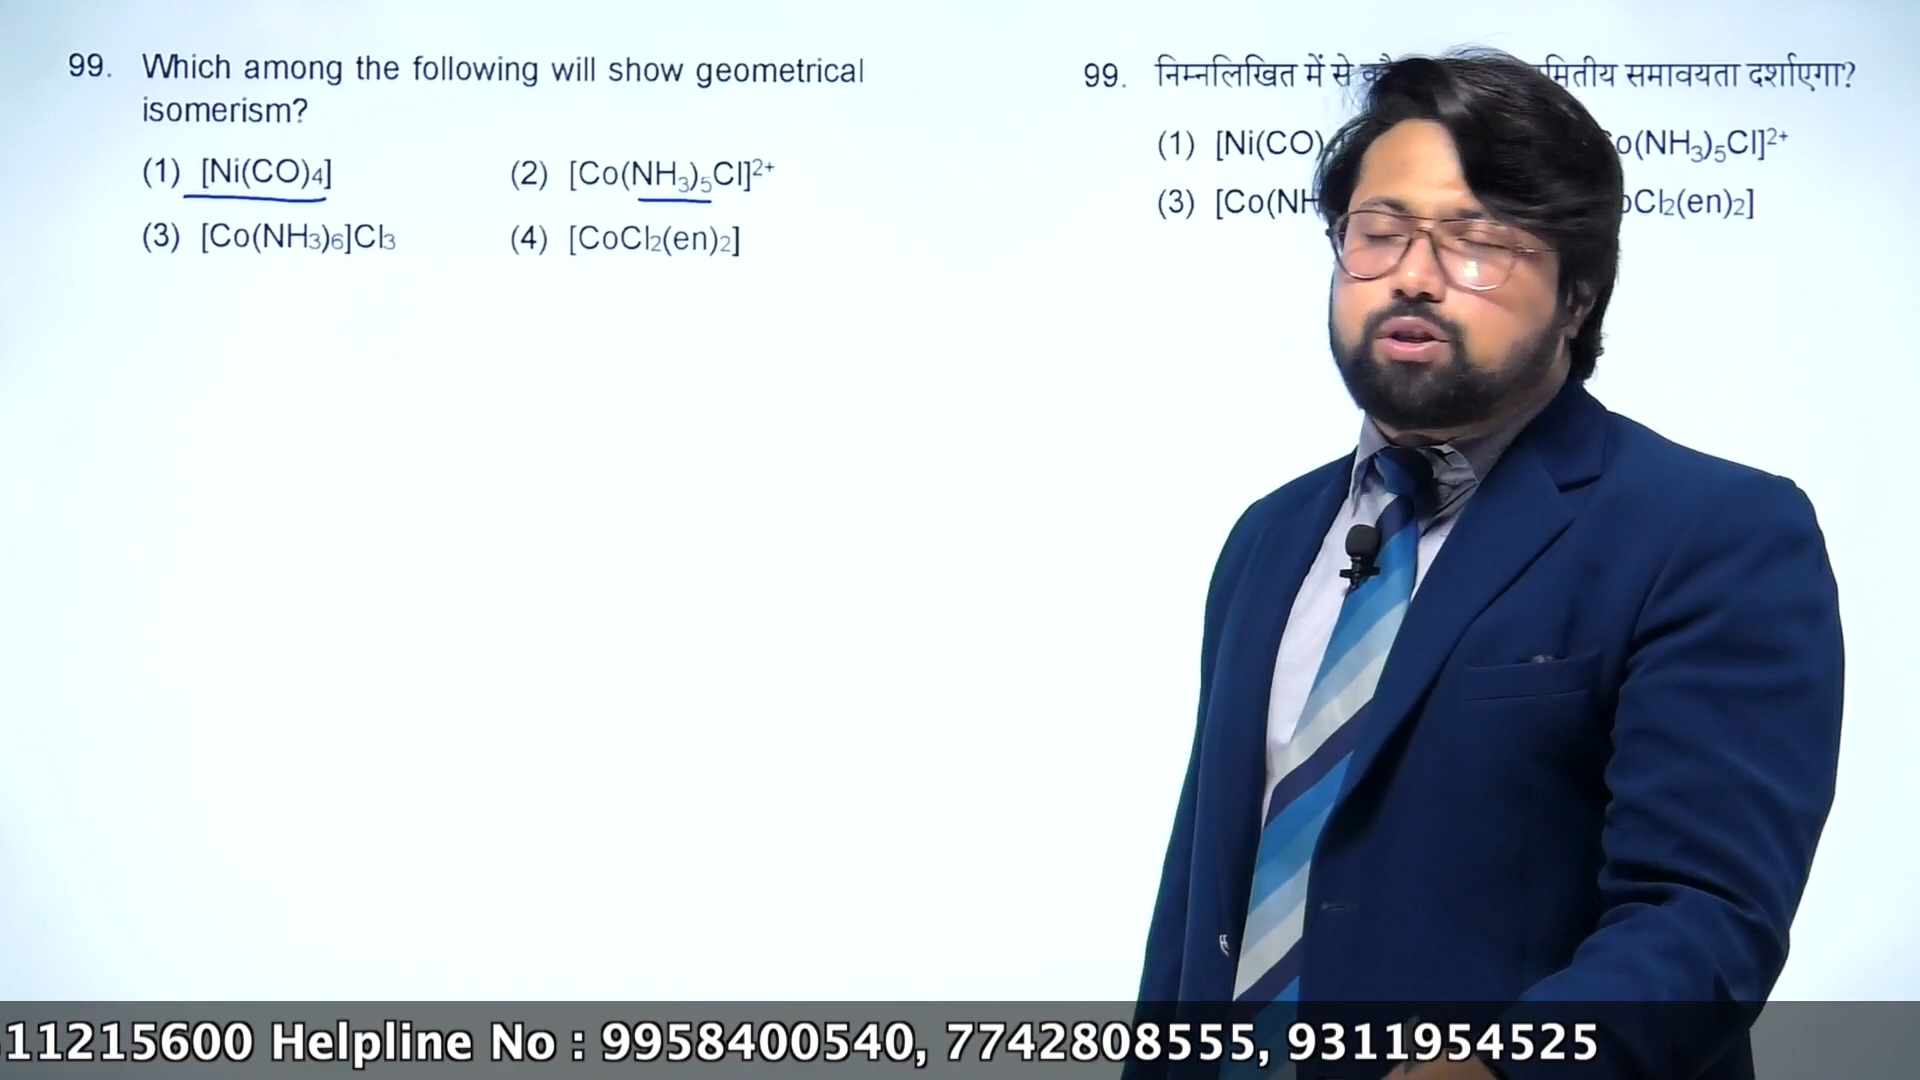 99. Which among the following will show geometrical
isomerism?
(1) [Ni(CO)₄] (2) [Co(NH₃)₅Cl]²⁺
(3) [Co(NH₃)₆]Cl₃ (4) [CoCl₂(en)₂]
99. निम्नलिखित में से समावयता दर्शाएगा?
(1) [Ni(CO) o(NH₃)₅Cl]²⁺
(3) [Co(NH Cl₂(en)₂]
11215600 Helpline No : 9958400540, 7742808555, 9311954525